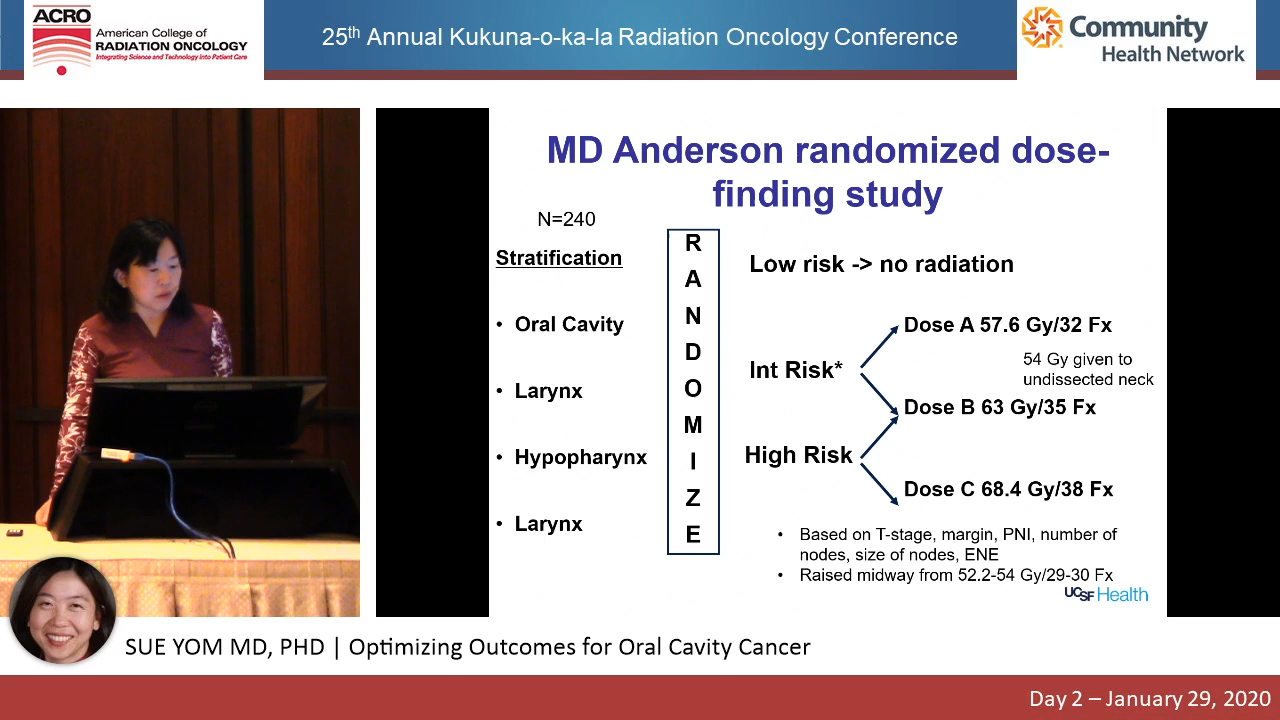 ACRO
American College of
RADIATION ONCOLOGY
Integrating Science and Technology Into Patient Care
25th Annual Kukuna-o-ka-la Radiation Oncology Conference
Community
Health Network
MD Anderson randomized dose-
finding study
N=240
Stratification
• Oral Cavity
• Larynx
• Hypopharynx
• Larynx
R
A
N
D
O
M
I
Z
E
Low risk -> no radiation
Int Risk*
High Risk
Dose A 57.6 Gy/32 Fx
54 Gy given to
undissected neck
Dose B 63 Gy/35 Fx
Dose C 68.4 Gy/38 Fx
• Based on T-stage, margin, PNI, number of
nodes, size of nodes, ENE
• Raised midway from 52.2-54 Gy/29-30 Fx
UCSF Health
SUE YOM MD, PHD | Optimizing Outcomes for Oral Cavity Cancer
Day 2 – January 29, 2020